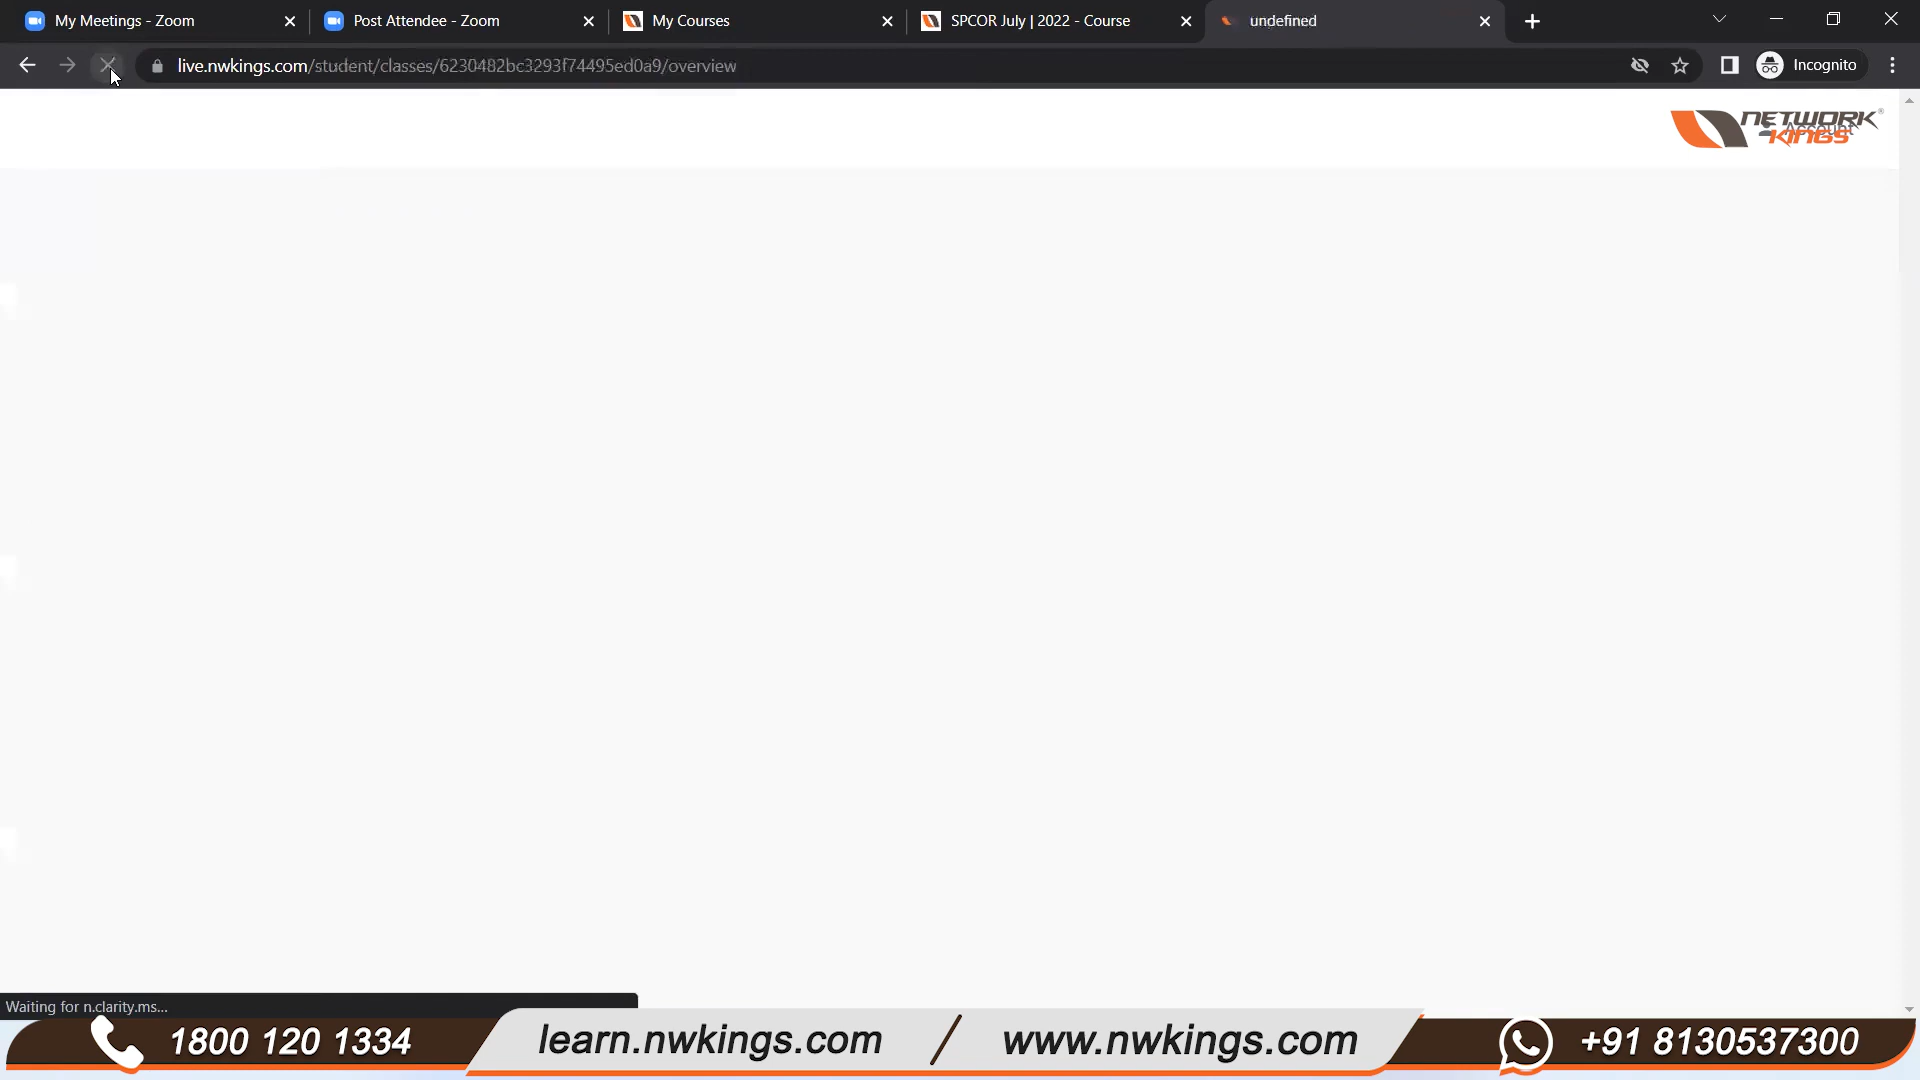 My Meetings - Zoom
Post Attendee - Zoom
My Courses
SPCOR July | 2022 - Course
undefined
live.nwkings.com/student/classes/6230482bc3293f74495ed0a9/overview
Incognito
NETWORK
KINGS
Account
Waiting for n.clarity.ms...
1800 120 1334
learn.nwkings.com / www.nwkings.com
+91 8130537300